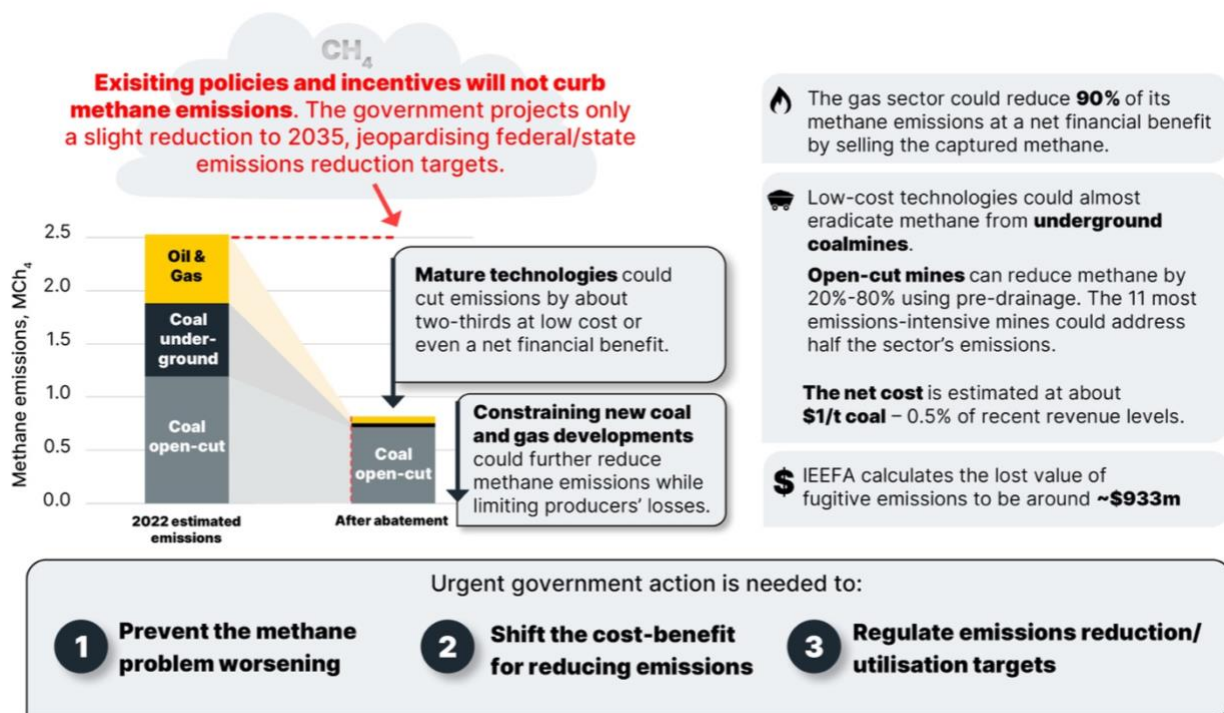 CH4
Exisiting policies and incentives will not curb
methane emissions. The government projects only
a slight reduction to 2035, jeopardising federal/state
emissions reduction targets.
Methane emissions, MCh4
2.5
2.0
1.5
1.0
0.5
0.0
Oil &
Gas
Coal
under-
ground
Coal
open-cut
2022 estimated
emissions
Coal
open-cut
After abatement
Mature technologies could
cut emissions by about
two-thirds at low cost or
even a net financial benefit.
Constraining new coal
and gas developments
could further reduce
methane emissions while
limiting producers’ losses.
The gas sector could reduce 90% of its
methane emissions at a net financial benefit
by selling the captured methane.
Low-cost technologies could almost
eradicate methane from underground
coalmines.
Open-cut mines can reduce methane by
20%-80% using pre-drainage. The 11 most
emissions-intensive mines could address
half the sector’s emissions.
The net cost is estimated at about
$1/t coal – 0.5% of recent revenue levels.
$ IEEFA calculates the lost value of
fugitive emissions to be around ~$933m
Urgent government action is needed to:
1 Prevent the methane
problem worsening
2 Shift the cost-benefit
for reducing emissions
3 Regulate emissions reduction/
utilisation targets